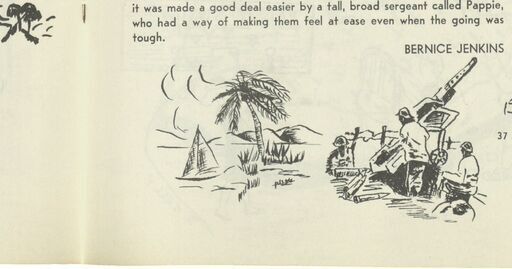 it was made a good deal easier by a tall, broad sergeant called Pappie,
who had a way of making them feel at ease even when the going was
tough.
BERNICE JENKINS
37